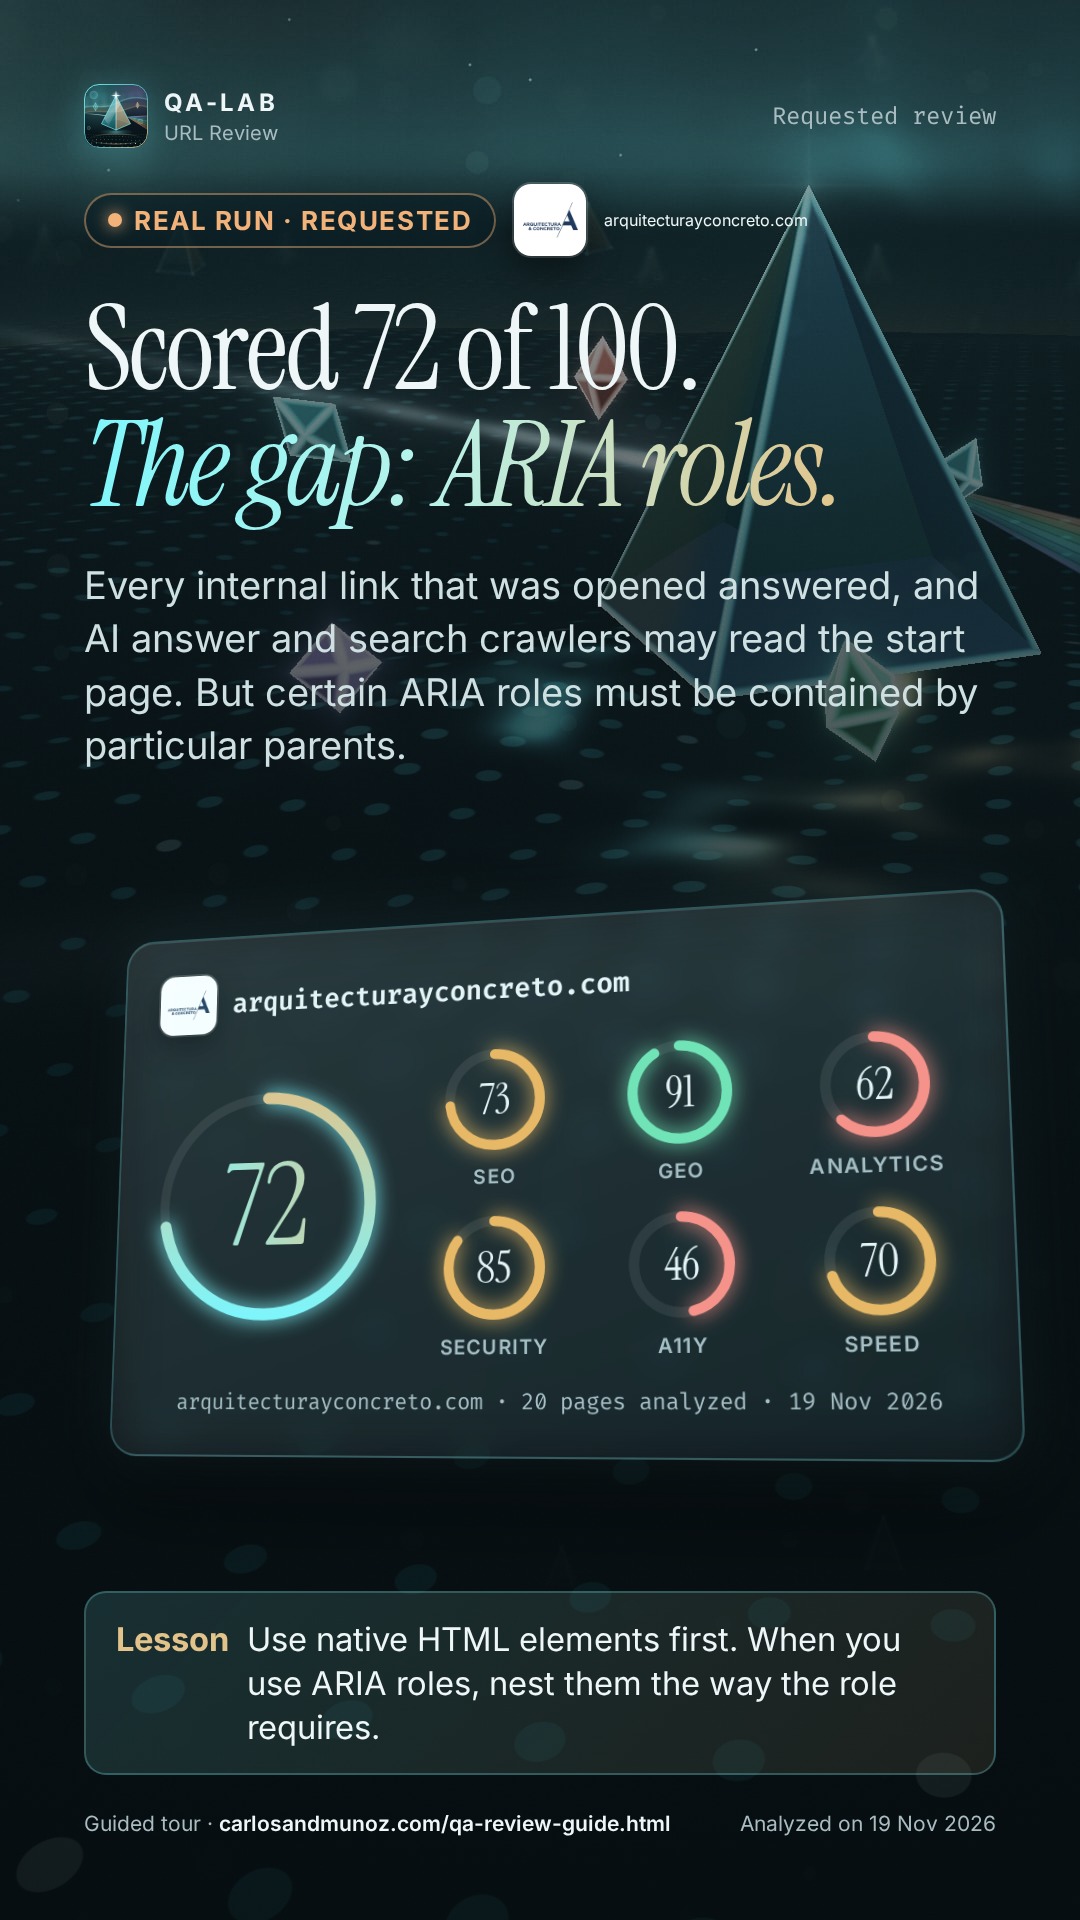 QA-LAB
URL Review
Requested review
REAL RUN · REQUESTED
ARQUITECTURA
& CONCRETO
arquitecturayconcreto.com
Scored 72 of 100.
The gap: ARIA roles.
Every internal link that was opened answered, and
AI answer and search crawlers may read the start
page. But certain ARIA roles must be contained by
particular parents.
ARQUITECTURA
& CONCRETO
arquitecturayconcreto.com
72
73
SEO
91
GEO
62
ANALYTICS
85
SECURITY
46
A11Y
70
SPEED
arquitecturayconcreto.com · 20 pages analyzed · 19 Nov 2026
Lesson Use native HTML elements first. When you
use ARIA roles, nest them the way the role
requires.
Guided tour · carlosandmunoz.com/qa-review-guide.html
Analyzed on 19 Nov 2026